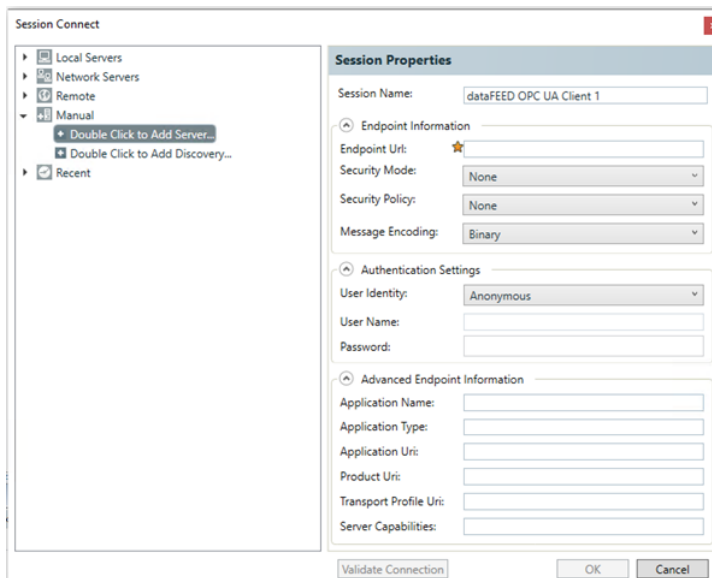 Session Connect
Local Servers
Network Servers
Remote
Manual
Double Click to Add Server...
Double Click to Add Discovery...
Recent
Session Properties
Session Name: dataFEED OPC UA Client 1
Endpoint Information
Endpoint Url:
Security Mode: None
Security Policy: None
Message Encoding: Binary
Authentication Settings
User Identity: Anonymous
User Name:
Password:
Advanced Endpoint Information
Application Name:
Application Type:
Application Uri:
Product Uri:
Transport Profile Uri:
Server Capabilities:
Validate Connection OK Cancel